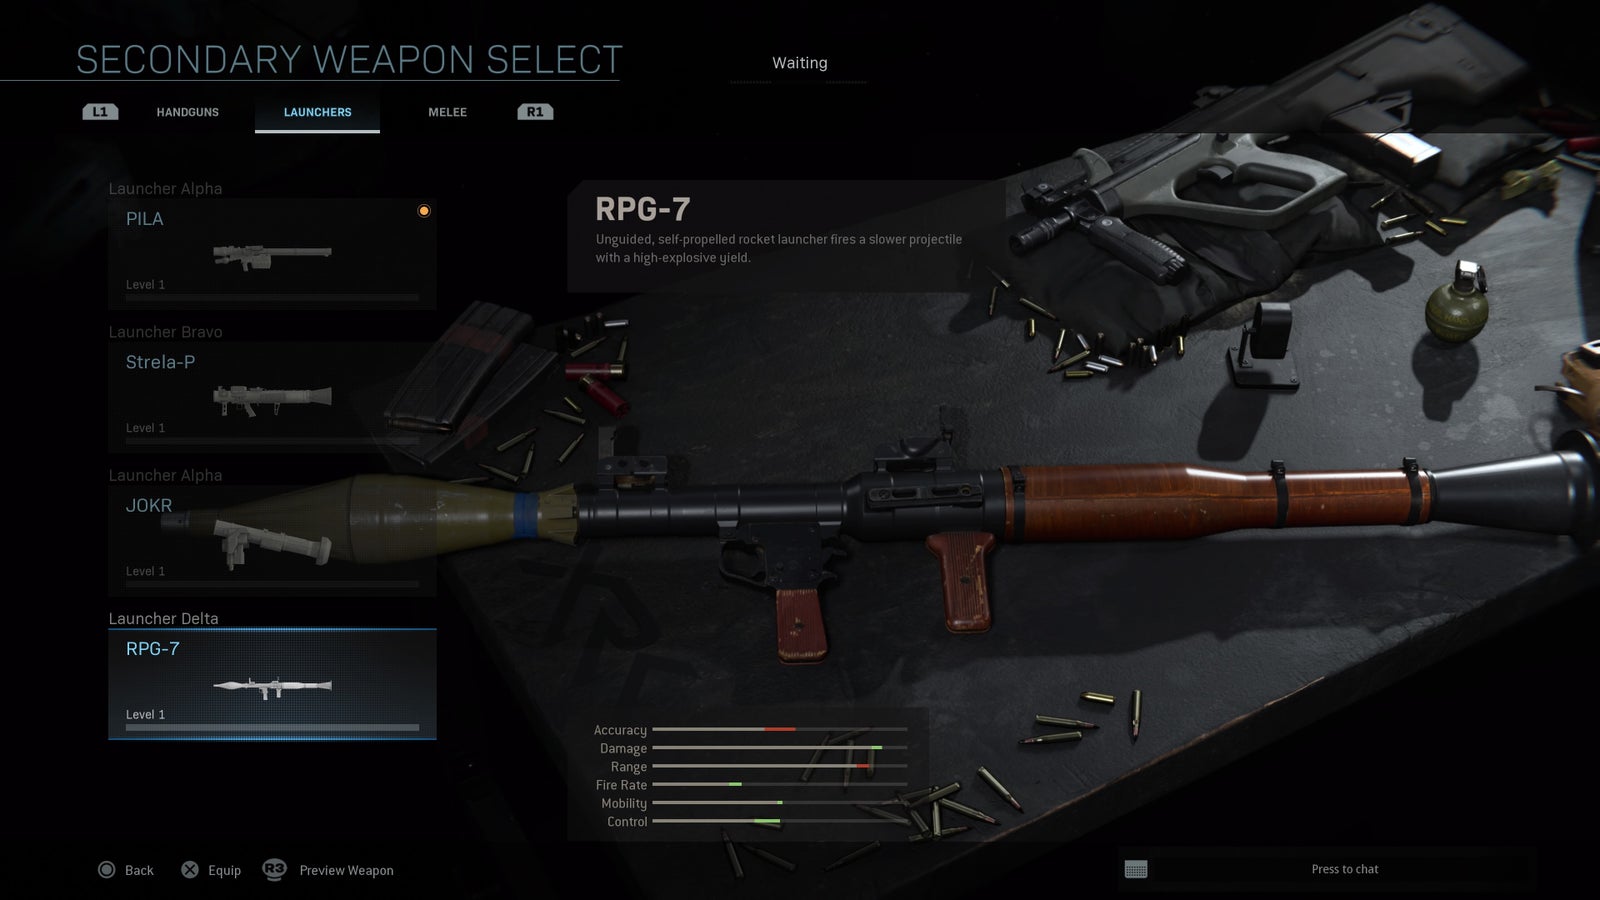 SECONDARY WEAPON SELECT
Waiting
L1 HANDGUNS LAUNCHERS MELEE R1
Launcher Alpha
PILA
Level 1
Launcher Bravo
Strela-P
Level 1
Launcher Alpha
JOKR
Level 1
Launcher Delta
RPG-7
Level 1
RPG-7
Unguided, self-propelled rocket launcher fires a slower projectile
with a high-explosive yield.
Accuracy
Damage
Range
Fire Rate
Mobility
Control
Back Equip R3 Preview Weapon
Press to chat